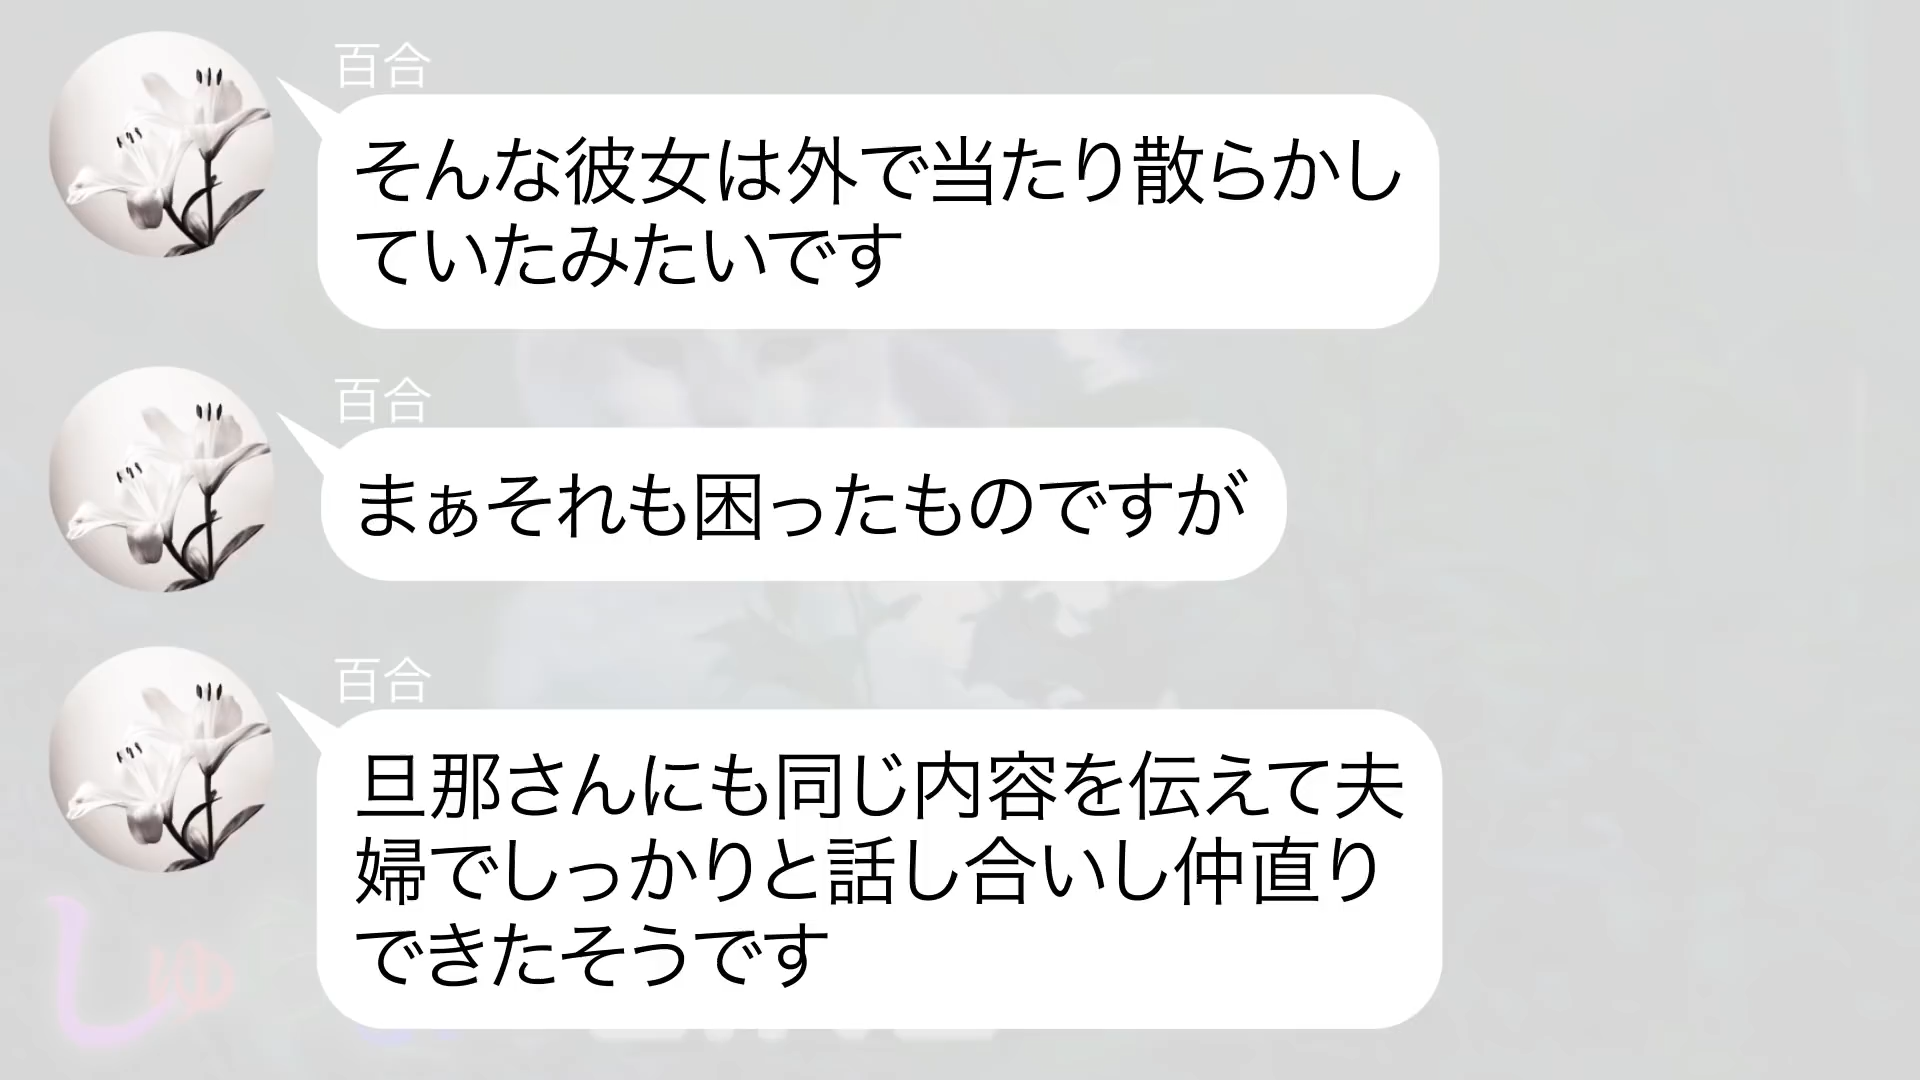 百合
そんな彼女は外で当たり散らかし
ていたみたいです
百合
まぁそれも困ったものですが
百合
旦那さんにも同じ内容を伝えて夫
婦でしっかりと話し合いし仲直り
できたそうです
しゅ